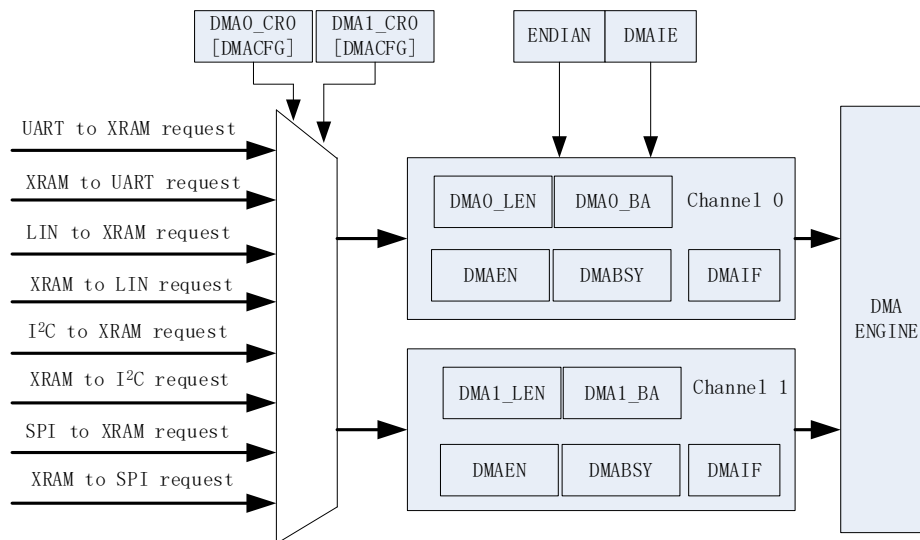 DMA0_CR0
[DMACFG]
DMA1_CR0
[DMACFG]
ENDIAN
DMAIE
UART to XRAM request
XRAM to UART request
LIN to XRAM request
XRAM to LIN request
I²C to XRAM request
XRAM to I²C request
SPI to XRAM request
XRAM to SPI request
DMA0_LEN
DMA0_BA
Channel 0
DMAEN
DMABSY
DMAIF
DMA1_LEN
DMA1_BA
Channel 1
DMAEN
DMABSY
DMAIF
DMA
ENGINE